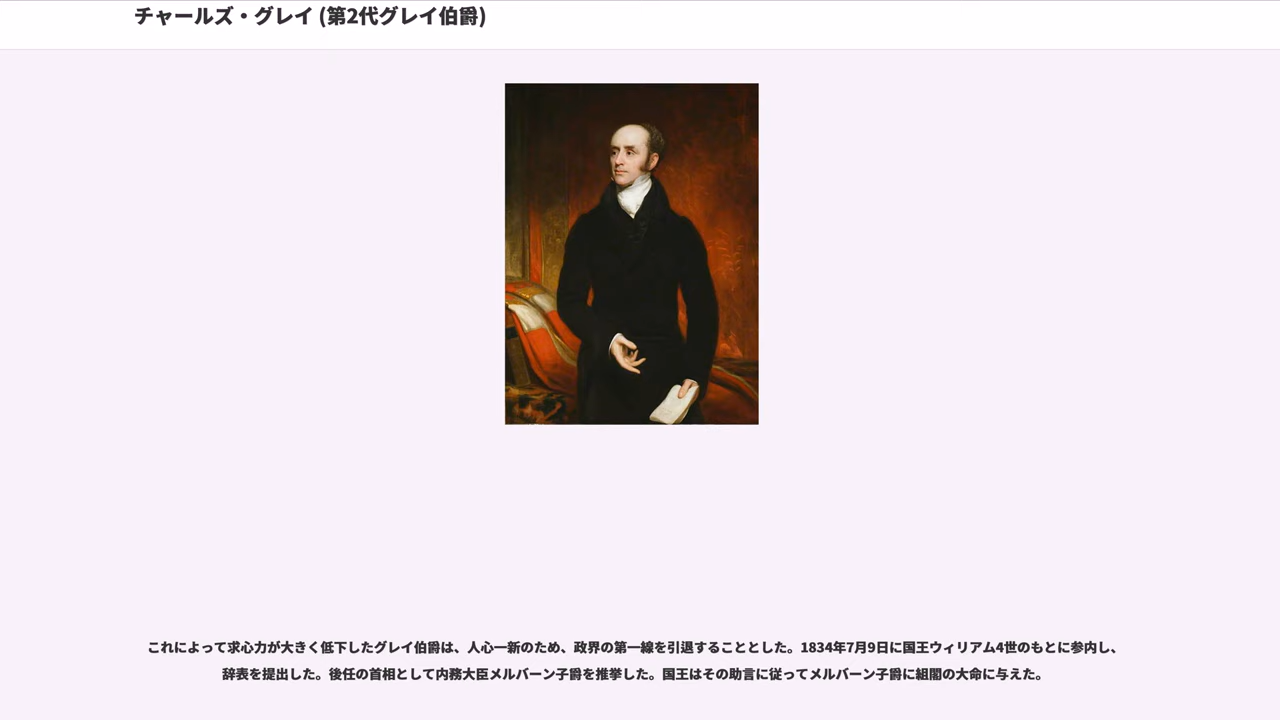 チャールズ・グレイ (第2代グレイ伯爵)
これによって求心力が大きく低下したグレイ伯爵は、人心一新のため、政界の第一線を引退することとした。1834年7月9日に国王ウィリアム4世のもとに参内し、
辞表を提出した。後任の首相として内務大臣メルバーン子爵を推挙した。国王はその助言に従ってメルバーン子爵に組閣の大命に与えた。